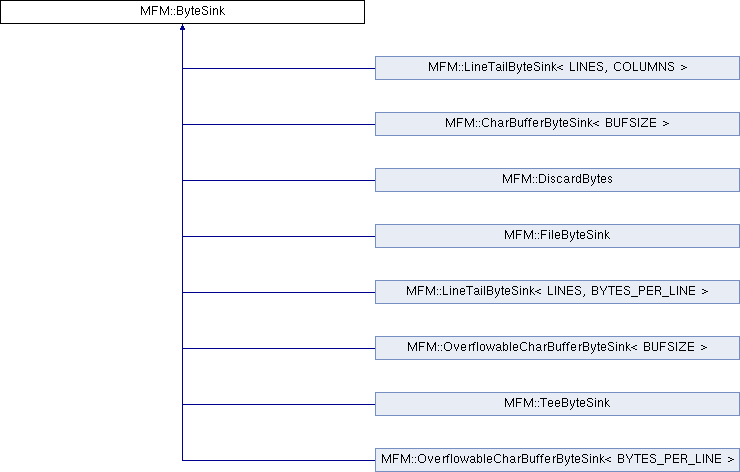 MFM::ByteSink
MFM::LineTailByteSink< LINES, COLUMNS >
MFM::CharBufferByteSink< BUFSIZE >
MFM::DiscardBytes
MFM::FileByteSink
MFM::LineTailByteSink< LINES, BYTES_PER_LINE >
MFM::OverflowableCharBufferByteSink< BUFSIZE >
MFM::TeeByteSink
MFM::OverflowableCharBufferByteSink< BYTES_PER_LINE >